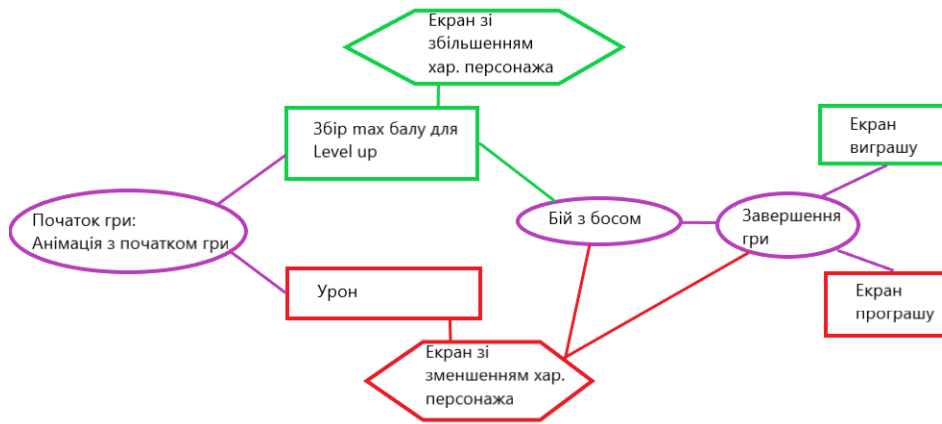 Екран зі
збільшенням
хар. персонажа
Збір max балу для
Level up
Екран
виграшу
Початок гри:
Анімація з початком гри
Бій з босом
Завершення
гри
Урон
Екран
програшу
Екран зі
зменшенням хар.
персонажа